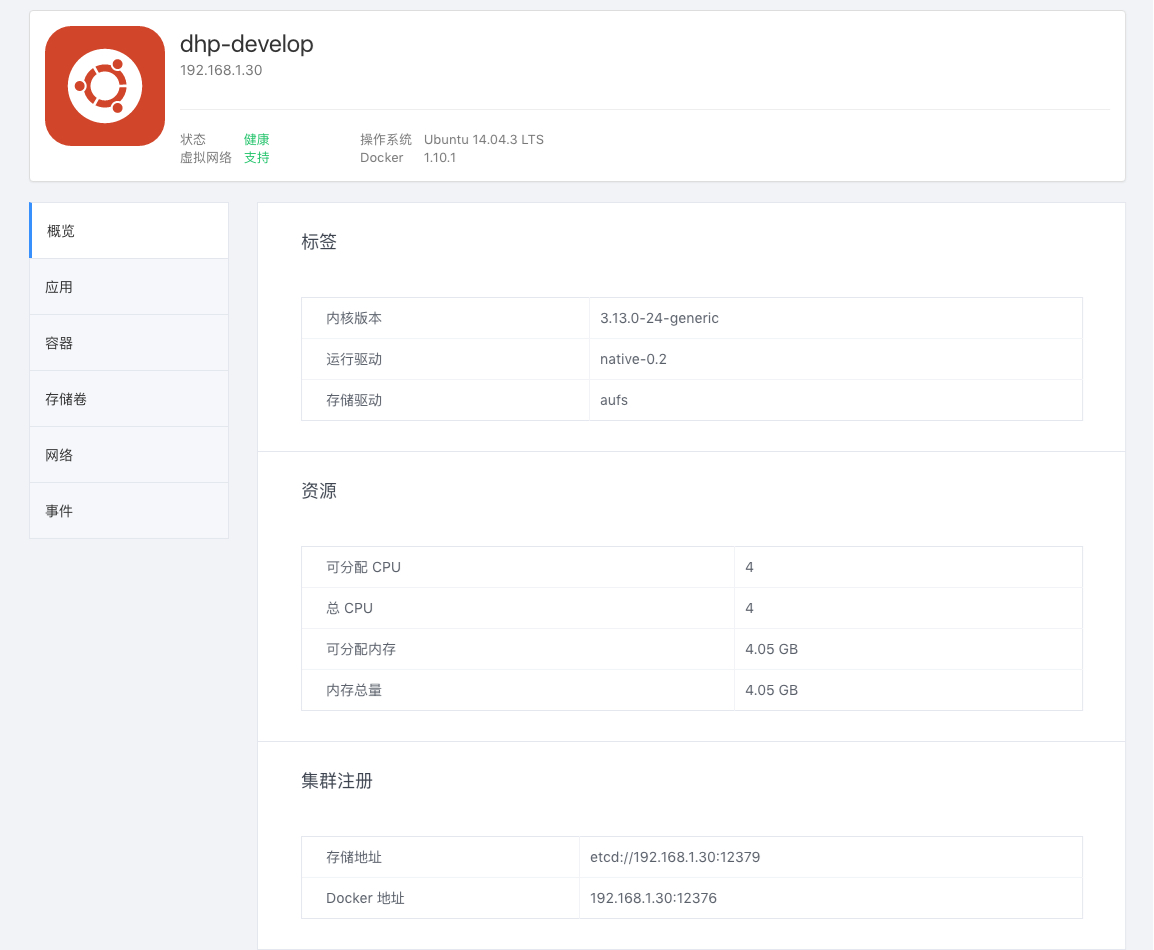 dhp-develop
192.168.1.30
状态 健康 操作系统 Ubuntu 14.04.3 LTS
虚拟网络 支持 Docker 1.10.1
概览
应用
容器
存储卷
网络
事件
标签
内核版本 3.13.0-24-generic
运行驱动 native-0.2
存储驱动 aufs
资源
可分配 CPU 4
总 CPU 4
可分配内存 4.05 GB
内存总量 4.05 GB
集群注册
存储地址 etcd://192.168.1.30:12379
Docker 地址 192.168.1.30:12376